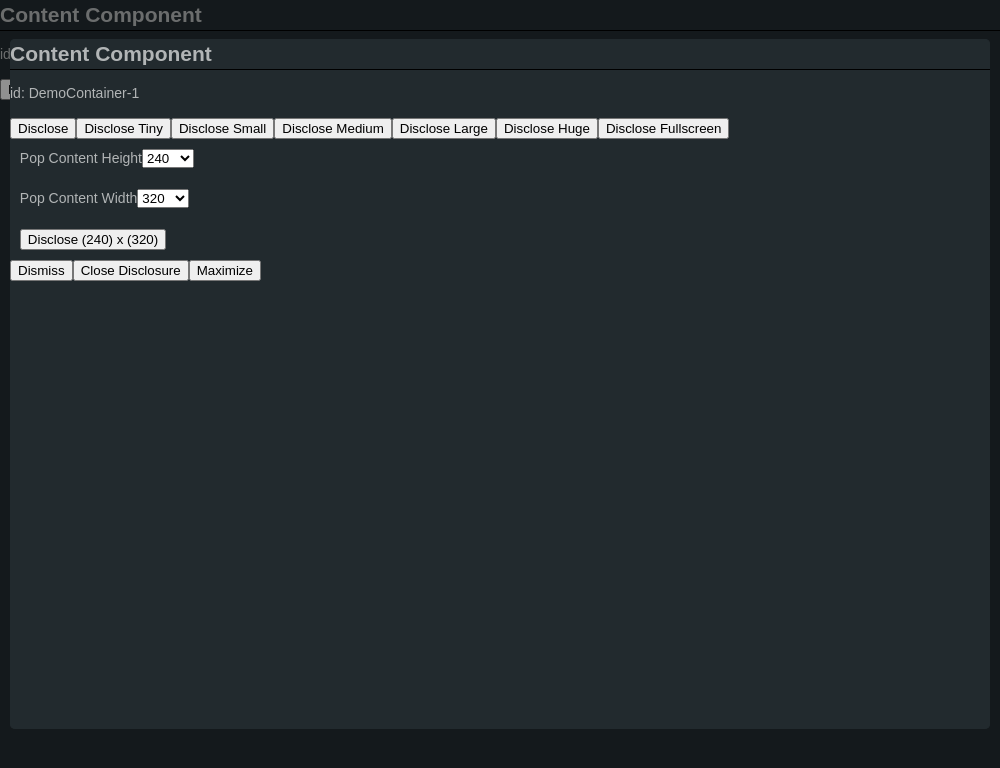 Content Component
id
Content Component
id: DemoContainer-1
Disclose Disclose Tiny Disclose Small Disclose Medium Disclose Large Disclose Huge Disclose Fullscreen
Pop Content Height 240
Pop Content Width 320
Disclose (240) x (320)
Dismiss Close Disclosure Maximize